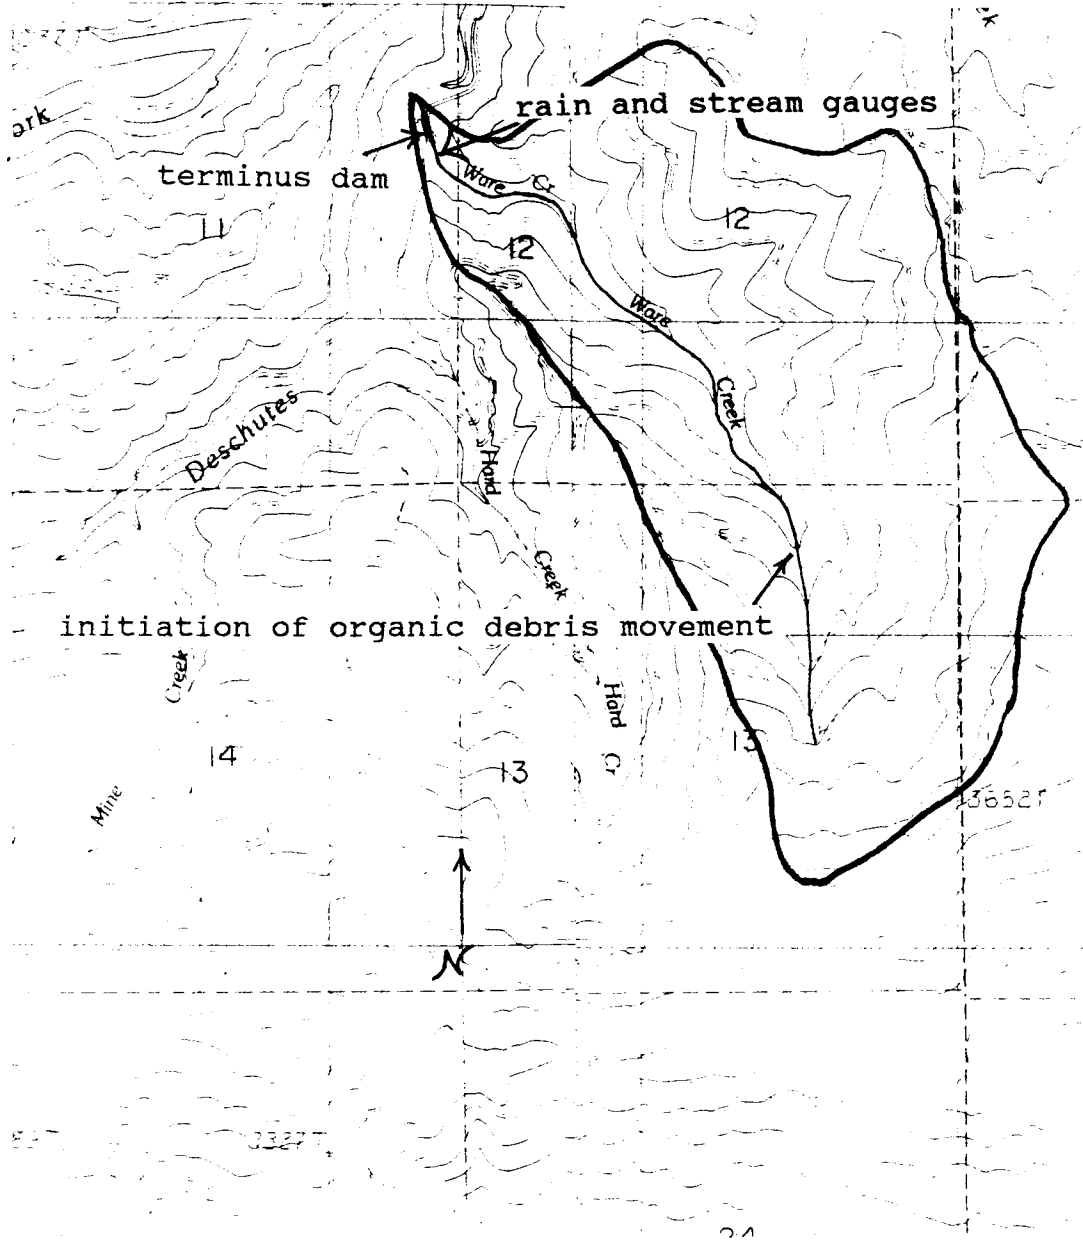 rain and stream gauges
terminus dam
Ware Cr
11
12
12
Ware
Creek
Deschutes
Hard
Creek
initiation of organic debris movement
Creek
Hard
Cr
13
14
13
Mine
3652T
N